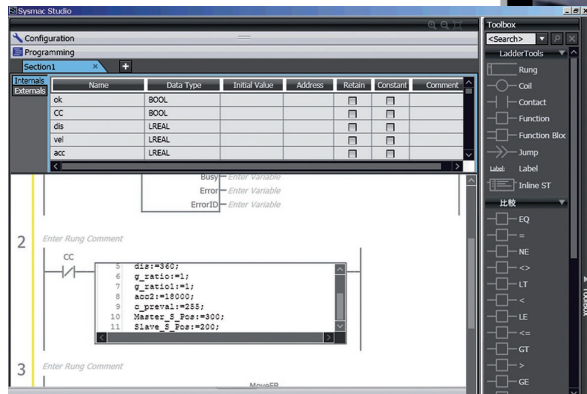 Sysmac Studio
Configuration
Programming
Section1 × +
Internals
Externals
Name Data Type Initial Value Address Retain Constant Comment
ok BOOL
CC BOOL
dis LREAL
vel LREAL
acc LREAL
Busy Enter Variable
Error Enter Variable
ErrorID Enter Variable
2 Enter Rung Comment
CC
5 dis:=360;
6 g_ratio:=1;
7 g_ratio1:=1;
8 acc2:=18000;
9 c_preval:=255;
10 Master_S_Pos:=300;
11 Slave_S_Pos:=200;
3 Enter Rung Comment
MoveFB
Toolbox
<Search>
LadderTools
Rung
Coil
Contact
Function
Function Bloc
Jump
Label: Label
Inline ST
比較
EQ
=
NE
<>
LT
<
LE
<=
GT
>
GE
TOOLBOX